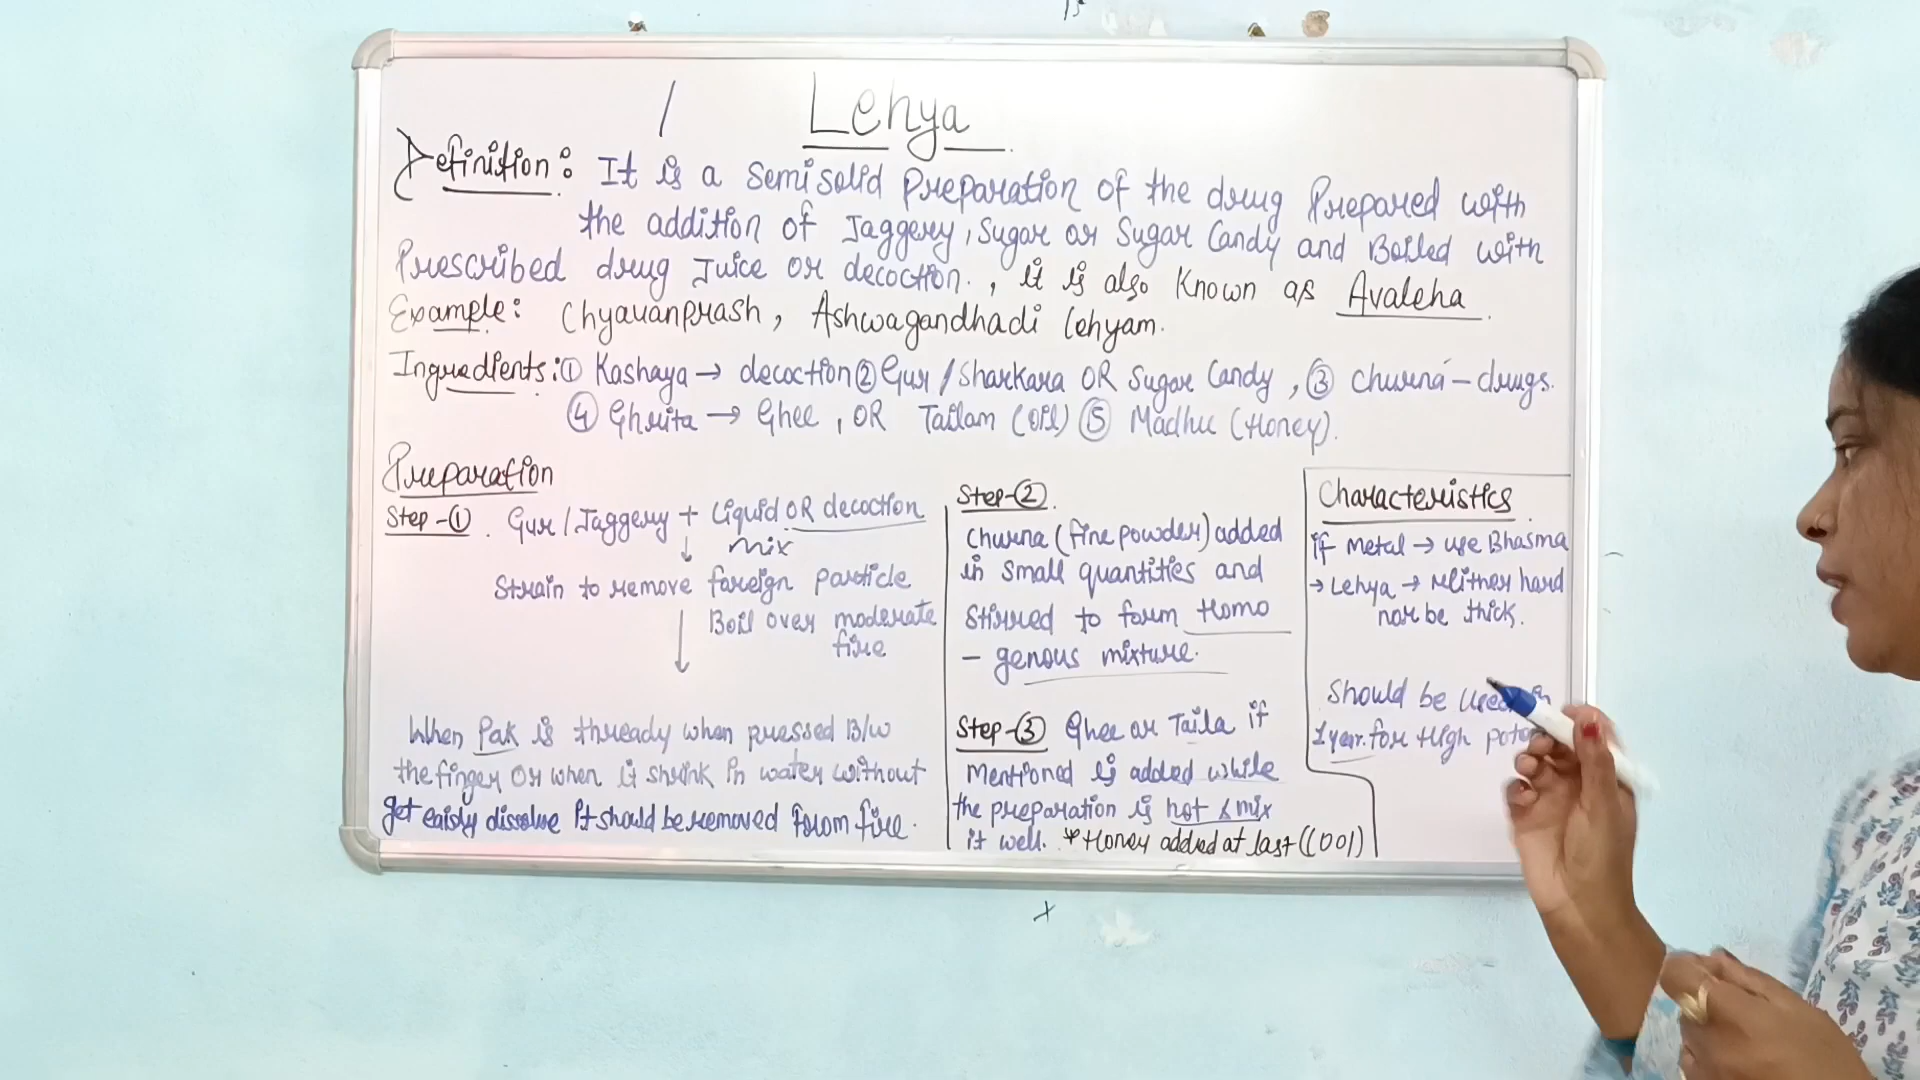 Lehya
Definition: It is a semisolid preparation of the drug Prepared with
the addition of Jaggery, Sugar or Sugar Candy and Boiled with
Prescribed drug Juice or decoction., it is also Known as Avaleha.
Example: Chyavanprash, Ashwagandhadi Lehyam.
Ingredients: ① Kashaya → decoction ② Gur / Sharkara OR Sugar Candy, ③ Churna - drugs.
④ Ghrita → Ghee, OR Tailam (oil) ⑤ Madhu (Honey).
Preparation
Step-① . Gur/Jaggery + Liquid OR decoction
↓ mix
Strain to remove foreign particle
↓ Boil over moderate
fire
When Pak is thready when pressed B/w
the finger or when it shrink in water without
get eaisly dissolve it should be removed from fire.
Step-②.
Churna (fine powder) added
in small quantities and
Stirred to form Homo
- genous mixture.
Step-③ Ghee or Taila if
mentioned is added while
the preparation is hot & mix
it well. * Honey added at last (Cool)
Characteristics
if Metal → use Bhasma
→ Lehya → neither hard
nor be thick.
Should be
1 year. for High